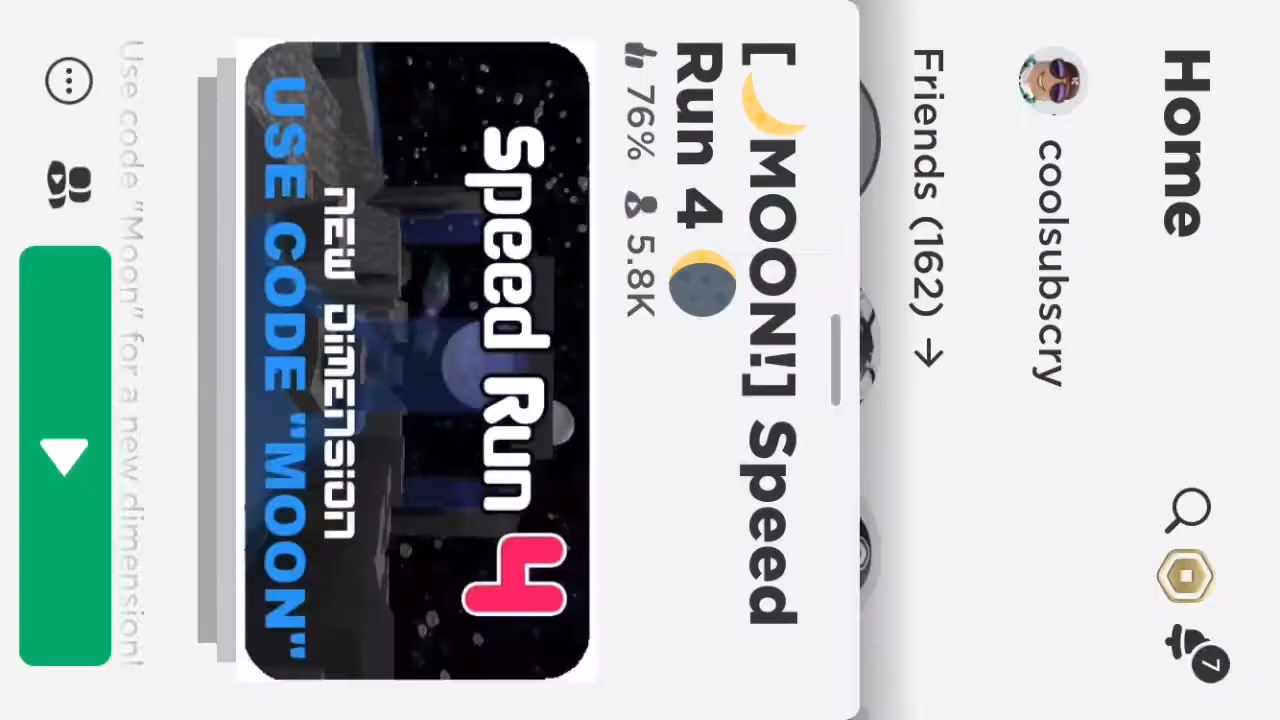 Home
coolsubscry
Friends (162) →
[🌙MOON!] Speed
Run 4 🌘
76% 5.8K
Speed Run 4
NEW DIMENSION
USE CODE "MOON"
Use code "Moon" for a new dimension!
7